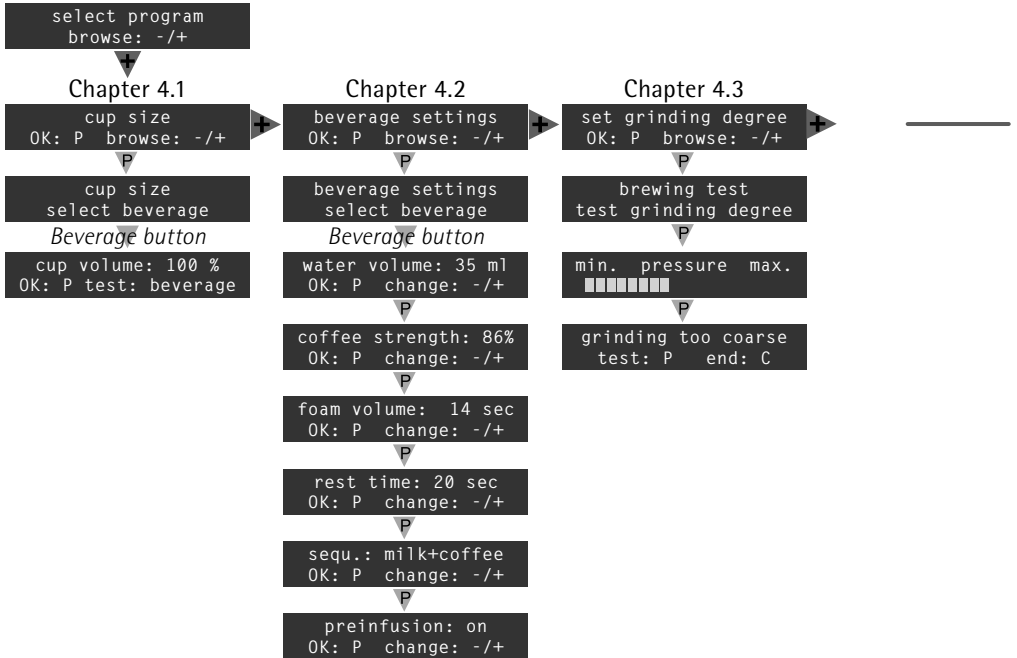 select program
browse: -/+
+
Chapter 4.1
cup size
OK: P browse: -/+
+
P
cup size
select beverage
Beverage button
cup volume: 100 %
OK: P test: beverage
Chapter 4.2
beverage settings
OK: P browse: -/+
+
P
beverage settings
select beverage
Beverage button
water volume: 35 ml
OK: P change: -/+
P
coffee strength: 86%
OK: P change: -/+
P
foam volume: 14 sec
OK: P change: -/+
P
rest time: 20 sec
OK: P change: -/+
P
sequ.: milk+coffee
OK: P change: -/+
P
preinfusion: on
OK: P change: -/+
Chapter 4.3
set grinding degree
OK: P browse: -/+
+
P
brewing test
test grinding degree
P
min. pressure max.
P
grinding too coarse
test: P end: C